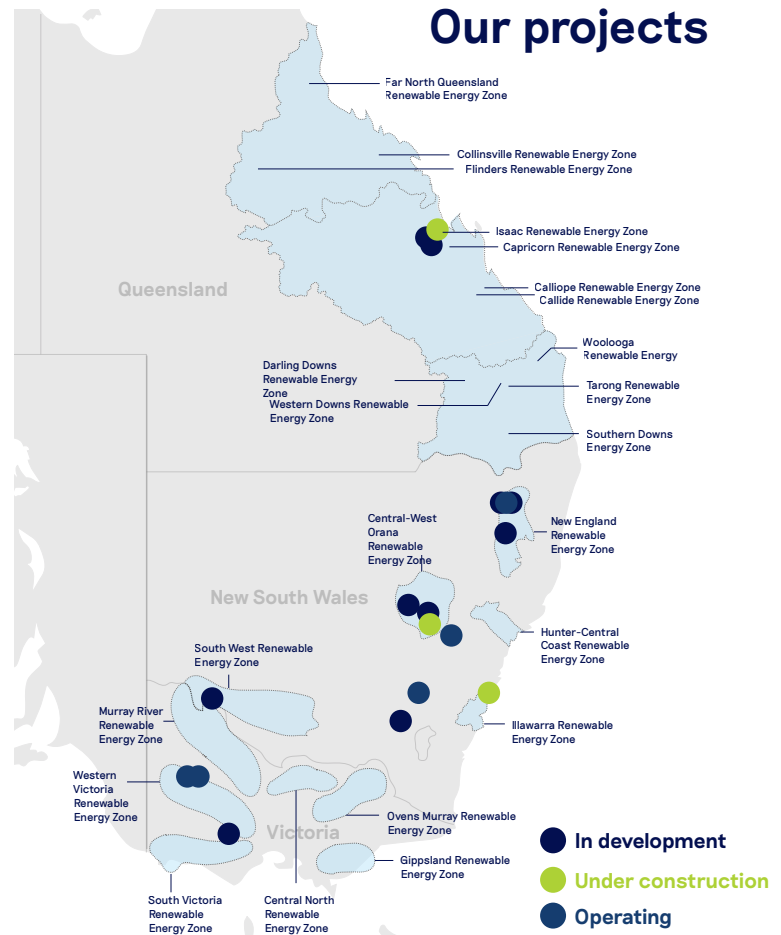 Our projects
Far North Queensland
Renewable Energy Zone
Collinsville Renewable Energy Zone
Flinders Renewable Energy Zone
Isaac Renewable Energy Zone
Capricorn Renewable Energy Zone
Queensland
Calliope Renewable Energy Zone
Callide Renewable Energy Zone
Woolooga
Renewable Energy
Darling Downs
Renewable Energy
Zone
Western Downs Renewable
Energy Zone
Tarong Renewable
Energy Zone
Southern Downs
Energy Zone
Central-West
Orana
Renewable
Energy Zone
New England
Renewable
Energy Zone
New South Wales
Hunter-Central
Coast Renewable
Energy Zone
South West Renewable
Energy Zone
Murray River
Renewable
Energy Zone
Illawarra Renewable
Energy Zone
Western
Victoria
Renewable
Energy Zone
Ovens Murray Renewable
Energy Zone
Victoria
Gippsland Renewable
Energy Zone
South Victoria
Renewable
Energy Zone
Central North
Renewable
Energy Zone
In development
Under construction
Operating